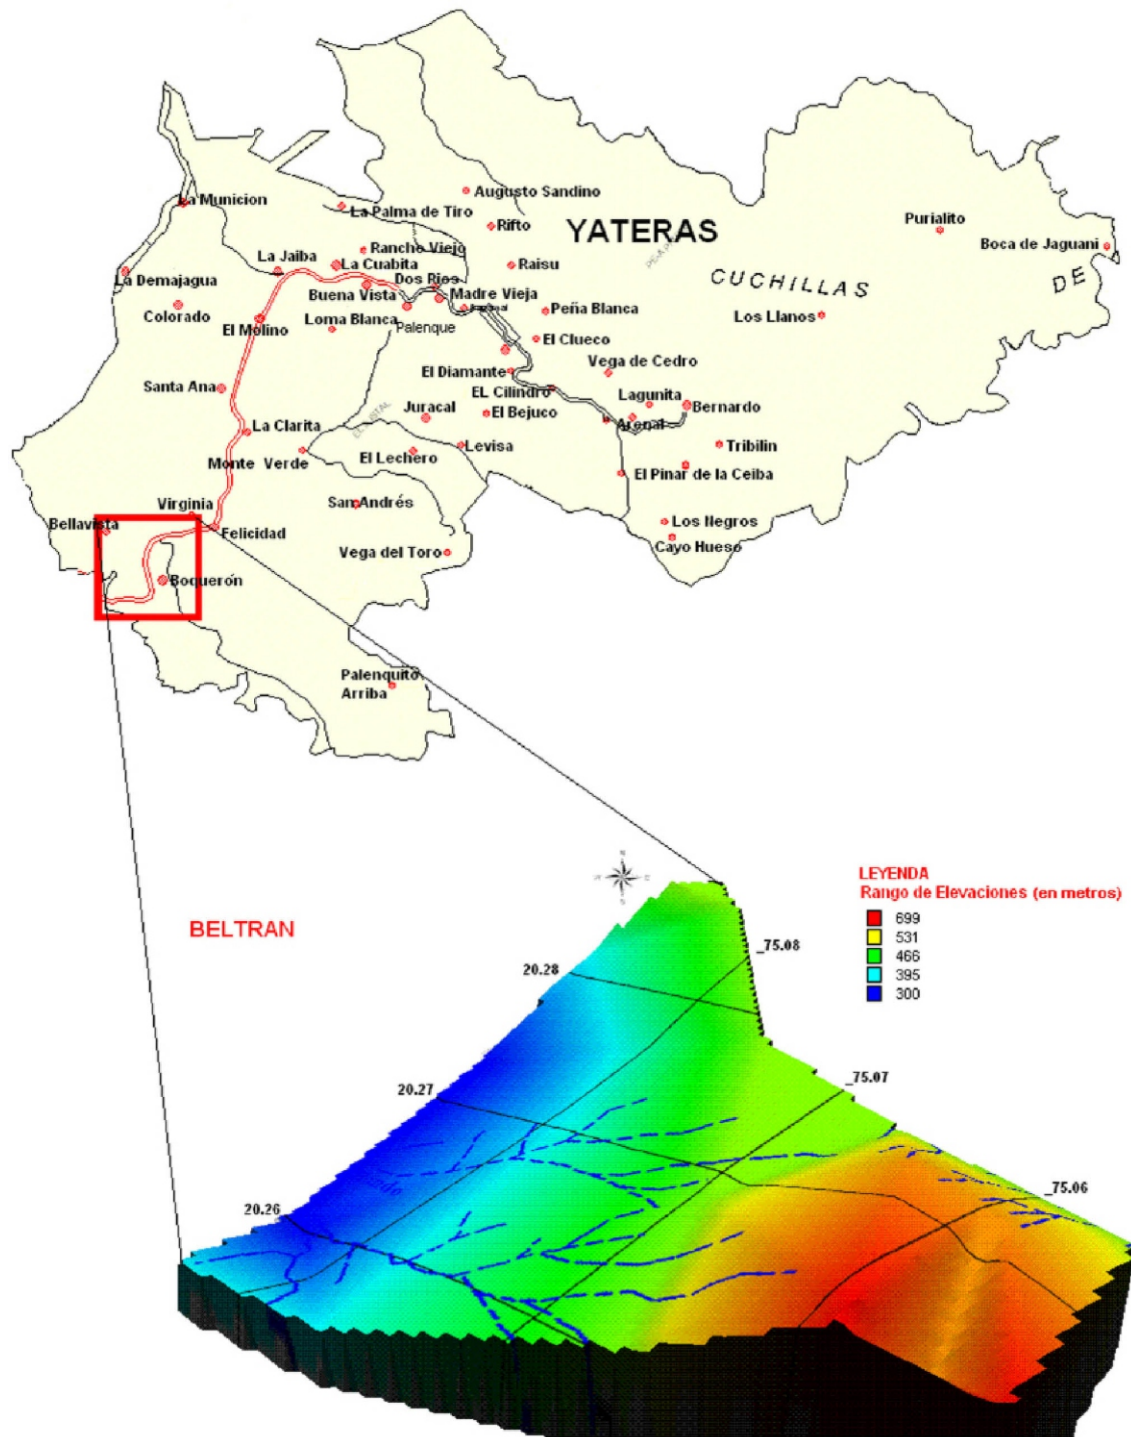 Augusto Sandino
La Municion
La Palma de Tiro
Rifto
YATERAS
Purialito
Boca de Jaguani
Rancho Viejo
La Jaiba
La Cuabita
Raisu
CUCHILLAS
DE
La Demajagua
Dos Rios
Buena Vista
Madre Vieja
Colorado
El Molino
Loma Blanca
Palenque
Peña Blanca
Los Llanos
El Clueco
Vega de Cedro
El Diamante
Santa Ana
EL Cilindro
Lagunita
Bernardo
Juracal
El Bejuco
Arenal
La Clarita
Levisa
Tribilin
Monte Verde
El Lechero
El Pinar de la Ceiba
Virginia
San Andrés
Bellavista
Felicidad
Los Negros
Vega del Toro
Cayo Hueso
Boquerón
Palenquito
Arriba
LEYENDA
Rango de Elevaciones (en metros)
699
531
466
395
300
BELTRAN
_75.08
20.28
_75.07
20.27
_75.06
20.26